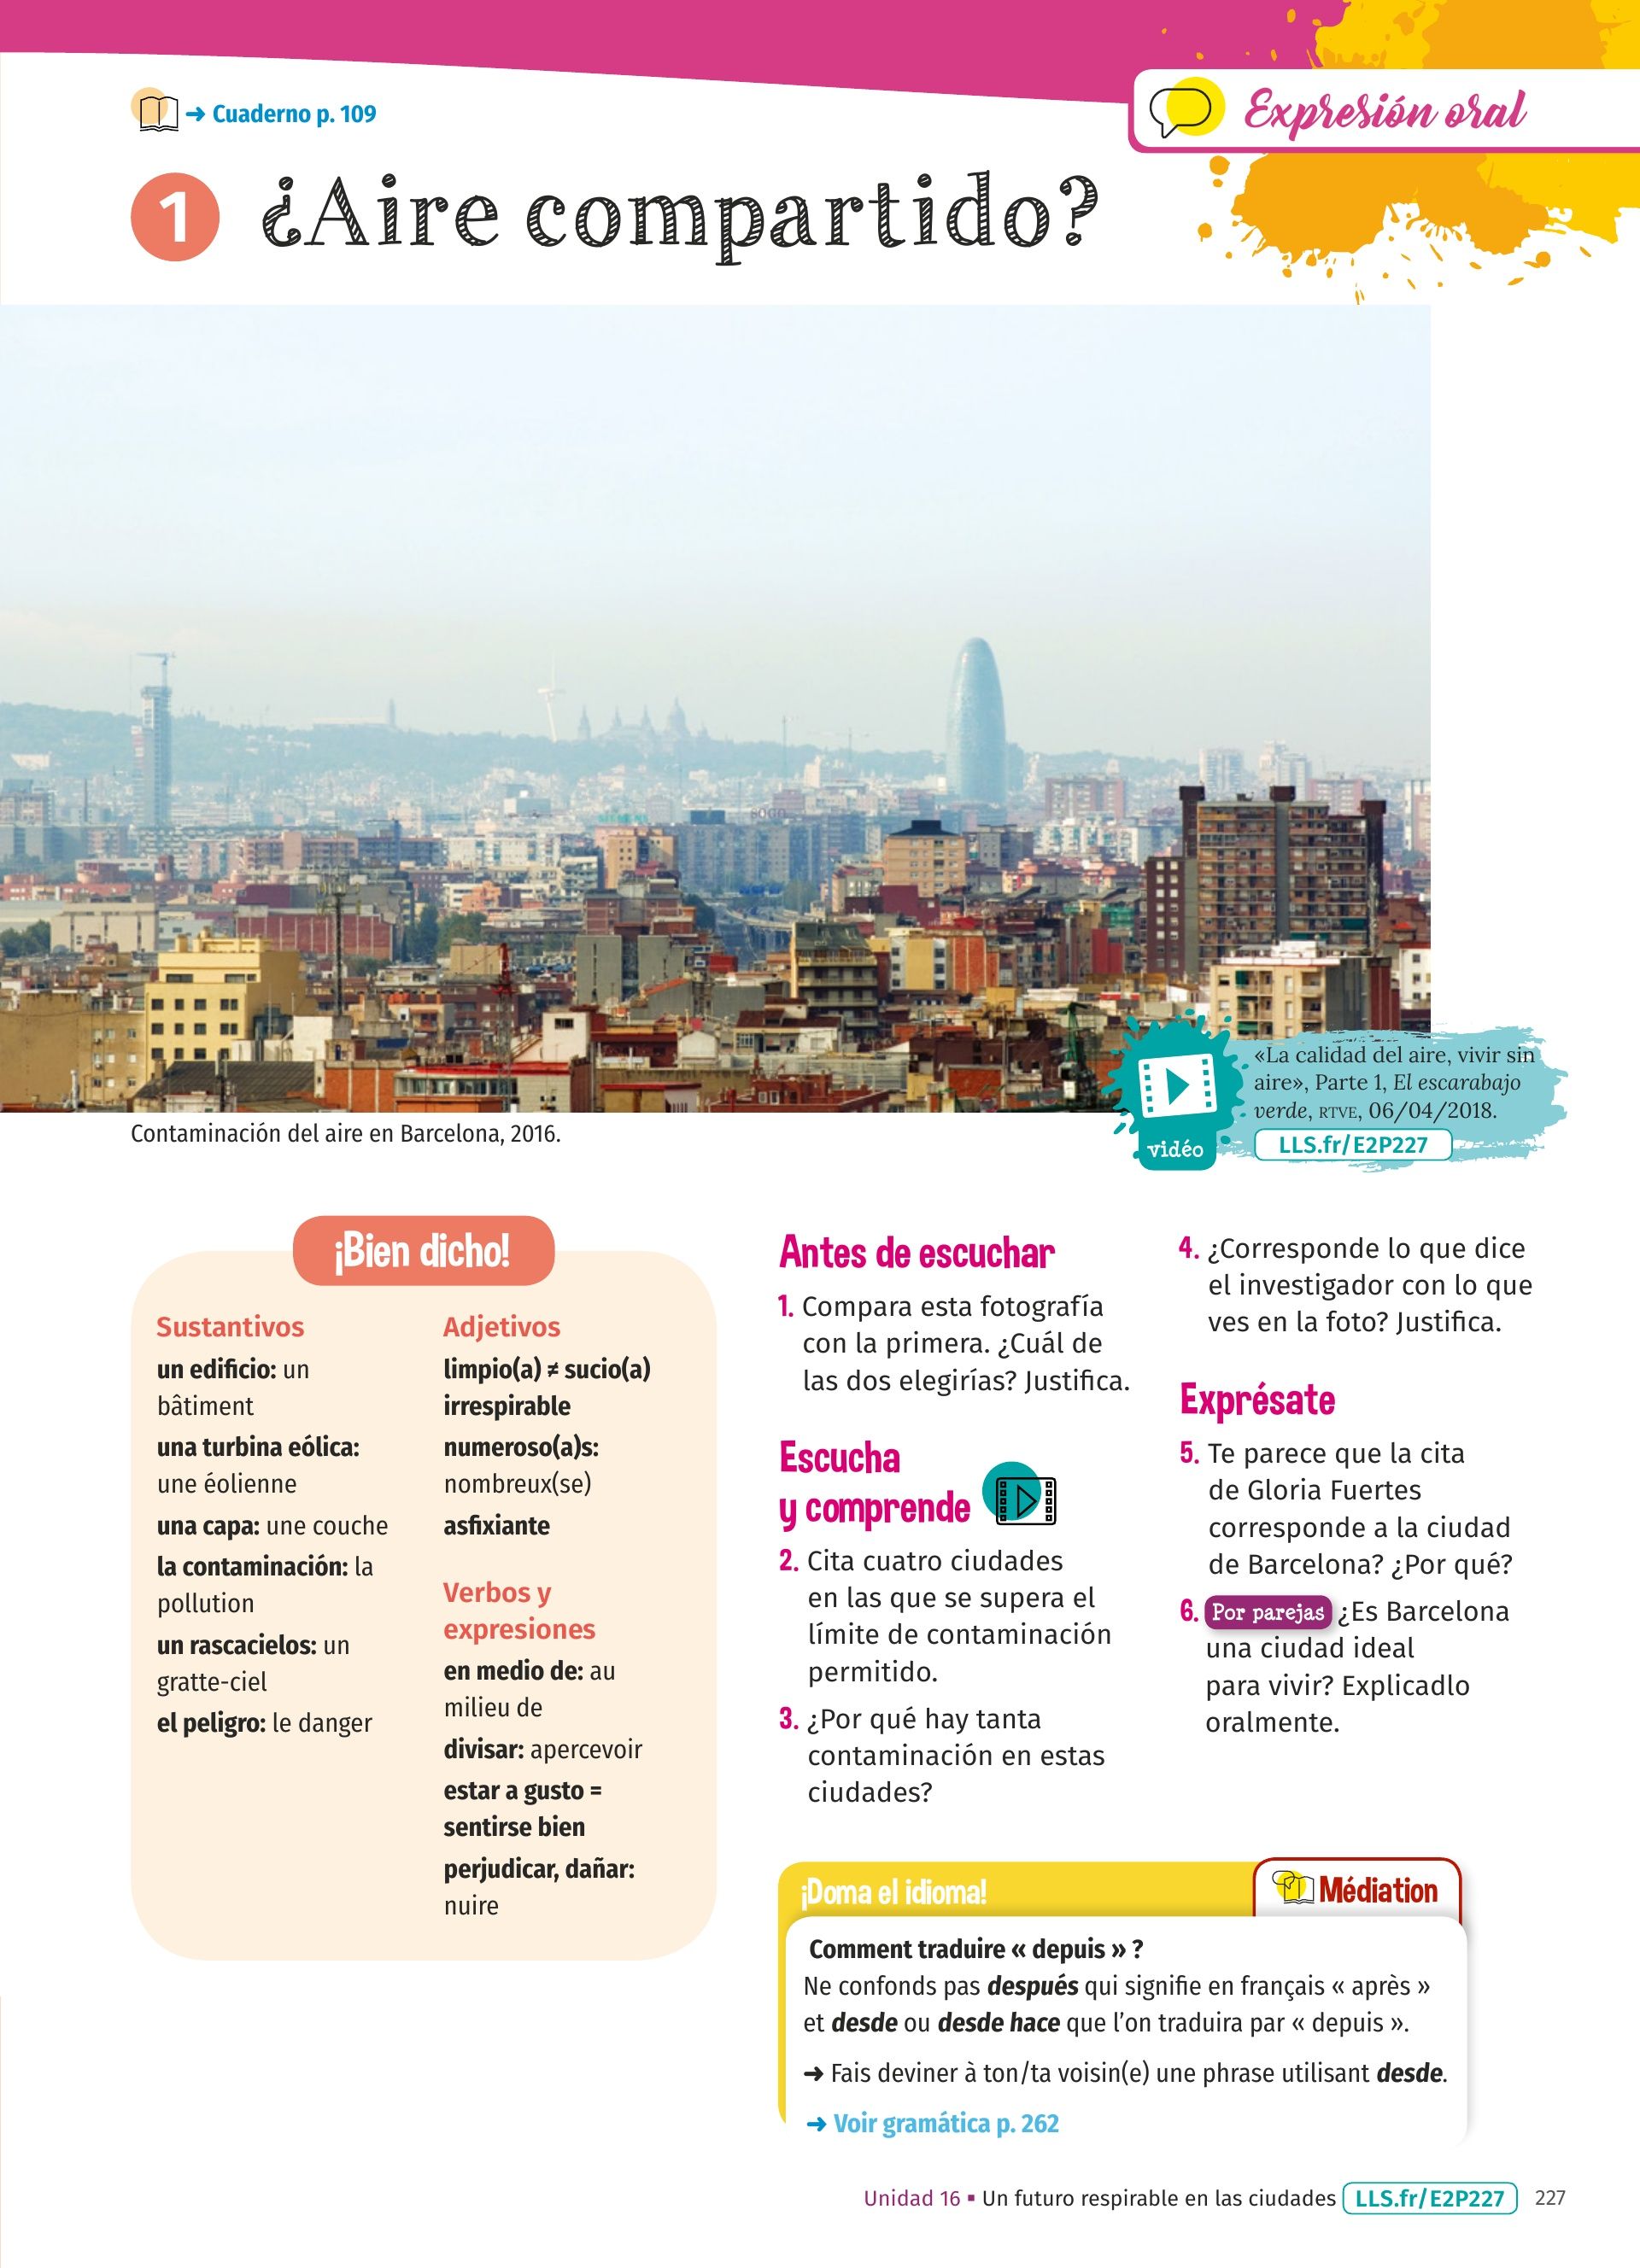 ➜ Cuaderno p. 109
Expresión oral
1 ¿Aire compartido?
Contaminación del aire en Barcelona, 2016.
«La calidad del aire, vivir sin
aire», Parte 1, El escarabajo
verde, RTVE, 06/04/2018.
vidéo
LLS.fr/E2P227
¡Bien dicho!
Sustantivos
un edificio: un
bâtiment
una turbina eólica:
une éolienne
una capa: une couche
la contaminación: la
pollution
un rascacielos: un
gratte-ciel
el peligro: le danger
Adjetivos
limpio(a) ≠ sucio(a)
irrespirable
numeroso(a)s:
nombreux(se)
asfixiante
Verbos y
expresiones
en medio de: au
milieu de
divisar: apercevoir
estar a gusto =
sentirse bien
perjudicar, dañar:
nuire
Antes de escuchar
1. Compara esta fotografía
con la primera. ¿Cuál de
las dos elegirías? Justifica.
Escucha
y comprende
2. Cita cuatro ciudades
en las que se supera el
límite de contaminación
permitido.
3. ¿Por qué hay tanta
contaminación en estas
ciudades?
4. ¿Corresponde lo que dice
el investigador con lo que
ves en la foto? Justifica.
Exprésate
5. Te parece que la cita
de Gloria Fuertes
corresponde a la ciudad
de Barcelona? ¿Por qué?
6. Por parejas ¿Es Barcelona
una ciudad ideal
para vivir? Explicadlo
oralmente.
¡Doma el idioma!
Médiation
Comment traduire « depuis » ?
Ne confonds pas después qui signifie en français « après »
et desde ou desde hace que l'on traduira par « depuis ».
➜ Fais deviner à ton/ta voisin(e) une phrase utilisant desde.
➜ Voir gramática p. 262
Unidad 16 ▪ Un futuro respirable en las ciudades LLS.fr/E2P227 227